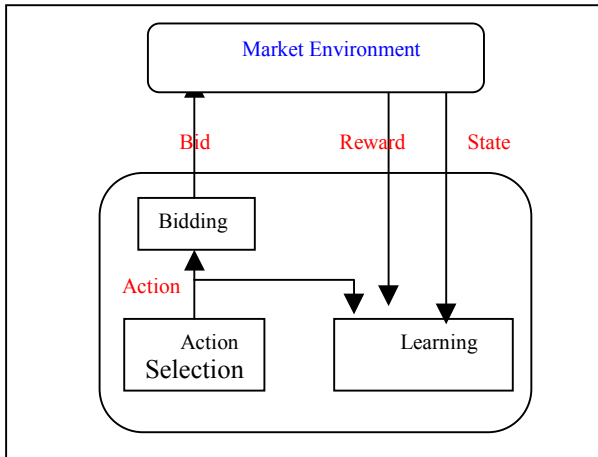 Market Environment
Bid
Reward
State
Bidding
Action
Action
Selection
Learning